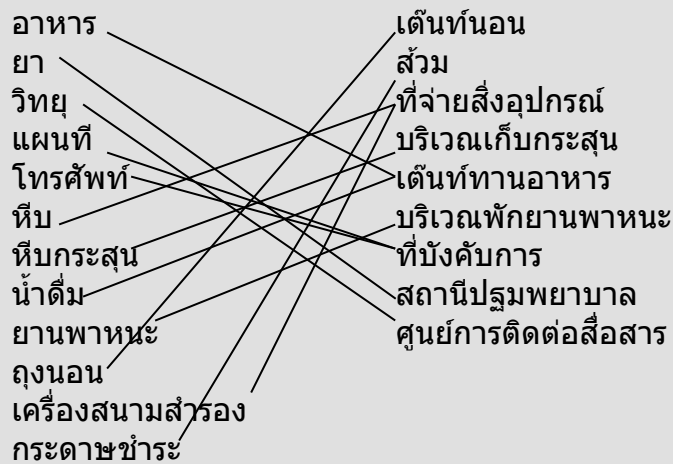 อาหาร
ยา
วิทยุ
แผนที
โทรศัพท์
หีบ
หีบกระสุน
น้ำดื่ม
ยานพาหนะ
ถุงนอน
เครื่องสนามสำรอง
กระดาษชำระ
เต๊นท์นอน
ส้วม
ที่จ่ายสิ่งอุปกรณ์
บริเวณเก็บกระสุน
เต๊นท์ทานอาหาร
บริเวณพักยานพาหนะ
ที่บังคับการ
สถานีปฐมพยาบาล
ศูนย์การติดต่อสื่อสาร